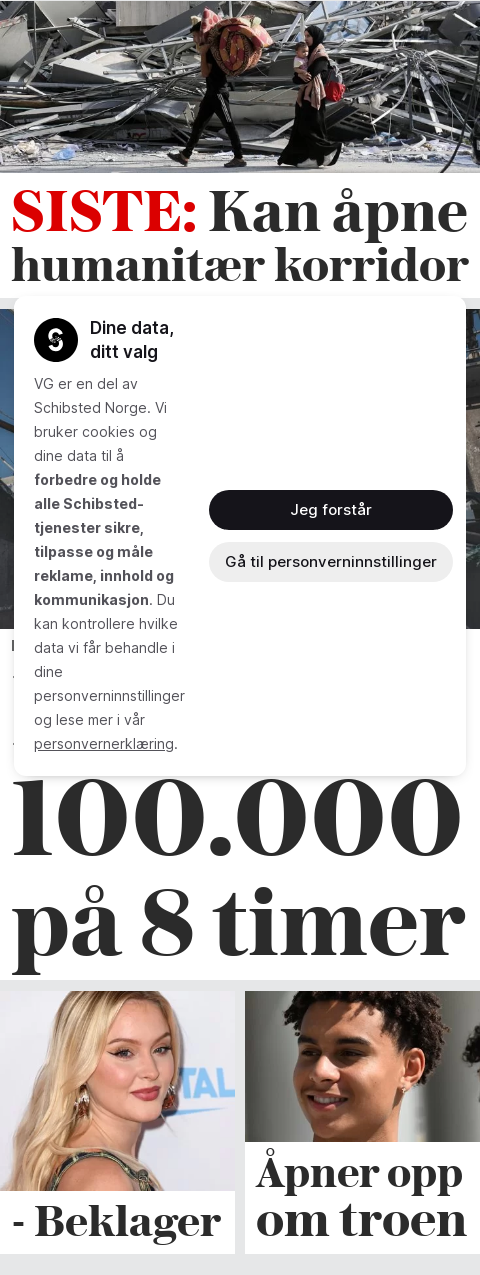 SISTE: Kan åpne
humanitær korridor
Dine data,
ditt valg
VG er en del av
Schibsted Norge. Vi
bruker cookies og
dine data til å
forbedre og holde
alle Schibsted-
tjenester sikre,
tilpasse og måle
reklame, innhold og
kommunikasjon. Du
kan kontrollere hvilke
data vi får behandle i
dine
personverninnstillinger
og lese mer i vår
personvernerklæring.
Jeg forstår
Gå til personverninnstillinger
100.000
på 8 timer
- Beklager
Åpner opp
om troen